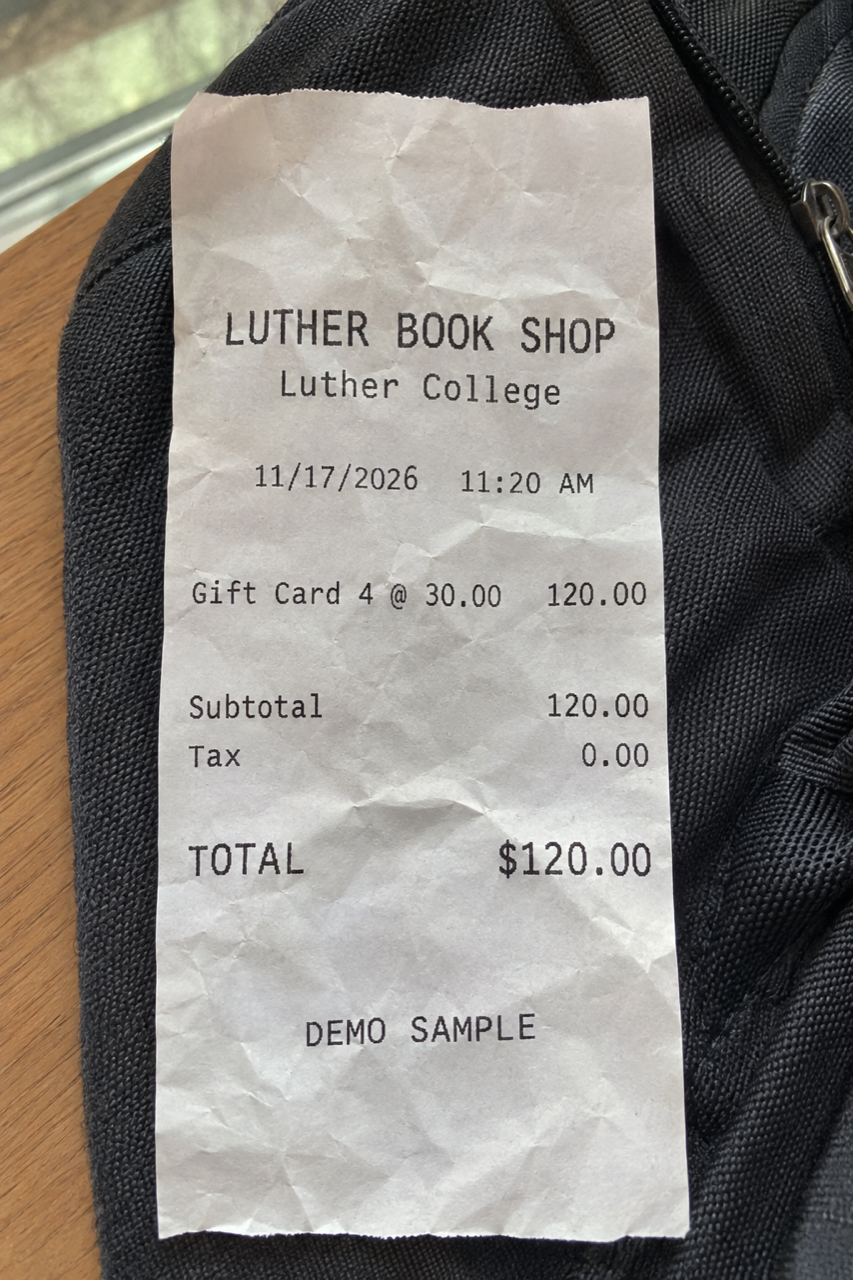 LUTHER BOOK SHOP
Luther College
11/17/2026 11:20 AM
Gift Card 4 @ 30.00 120.00
Subtotal 120.00
Tax 0.00
TOTAL $120.00
DEMO SAMPLE